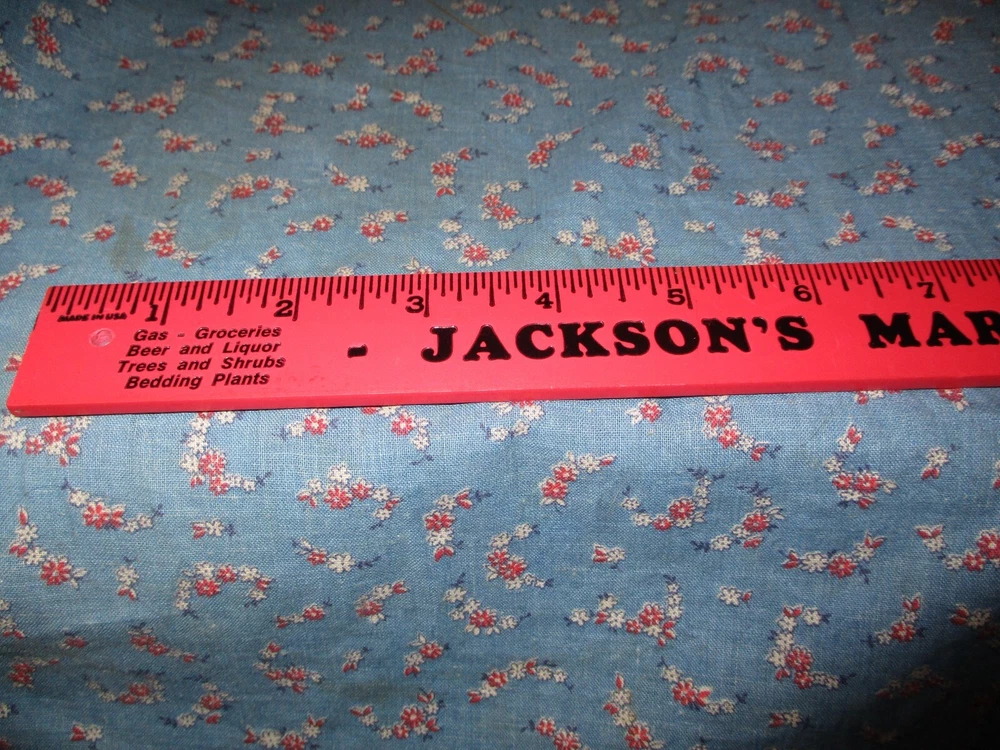 1 2 3 4 5 6 7
MADE IN USA
Gas - Groceries
Beer and Liquor
Trees and Shrubs
Bedding Plants
- JACKSON'S MAR